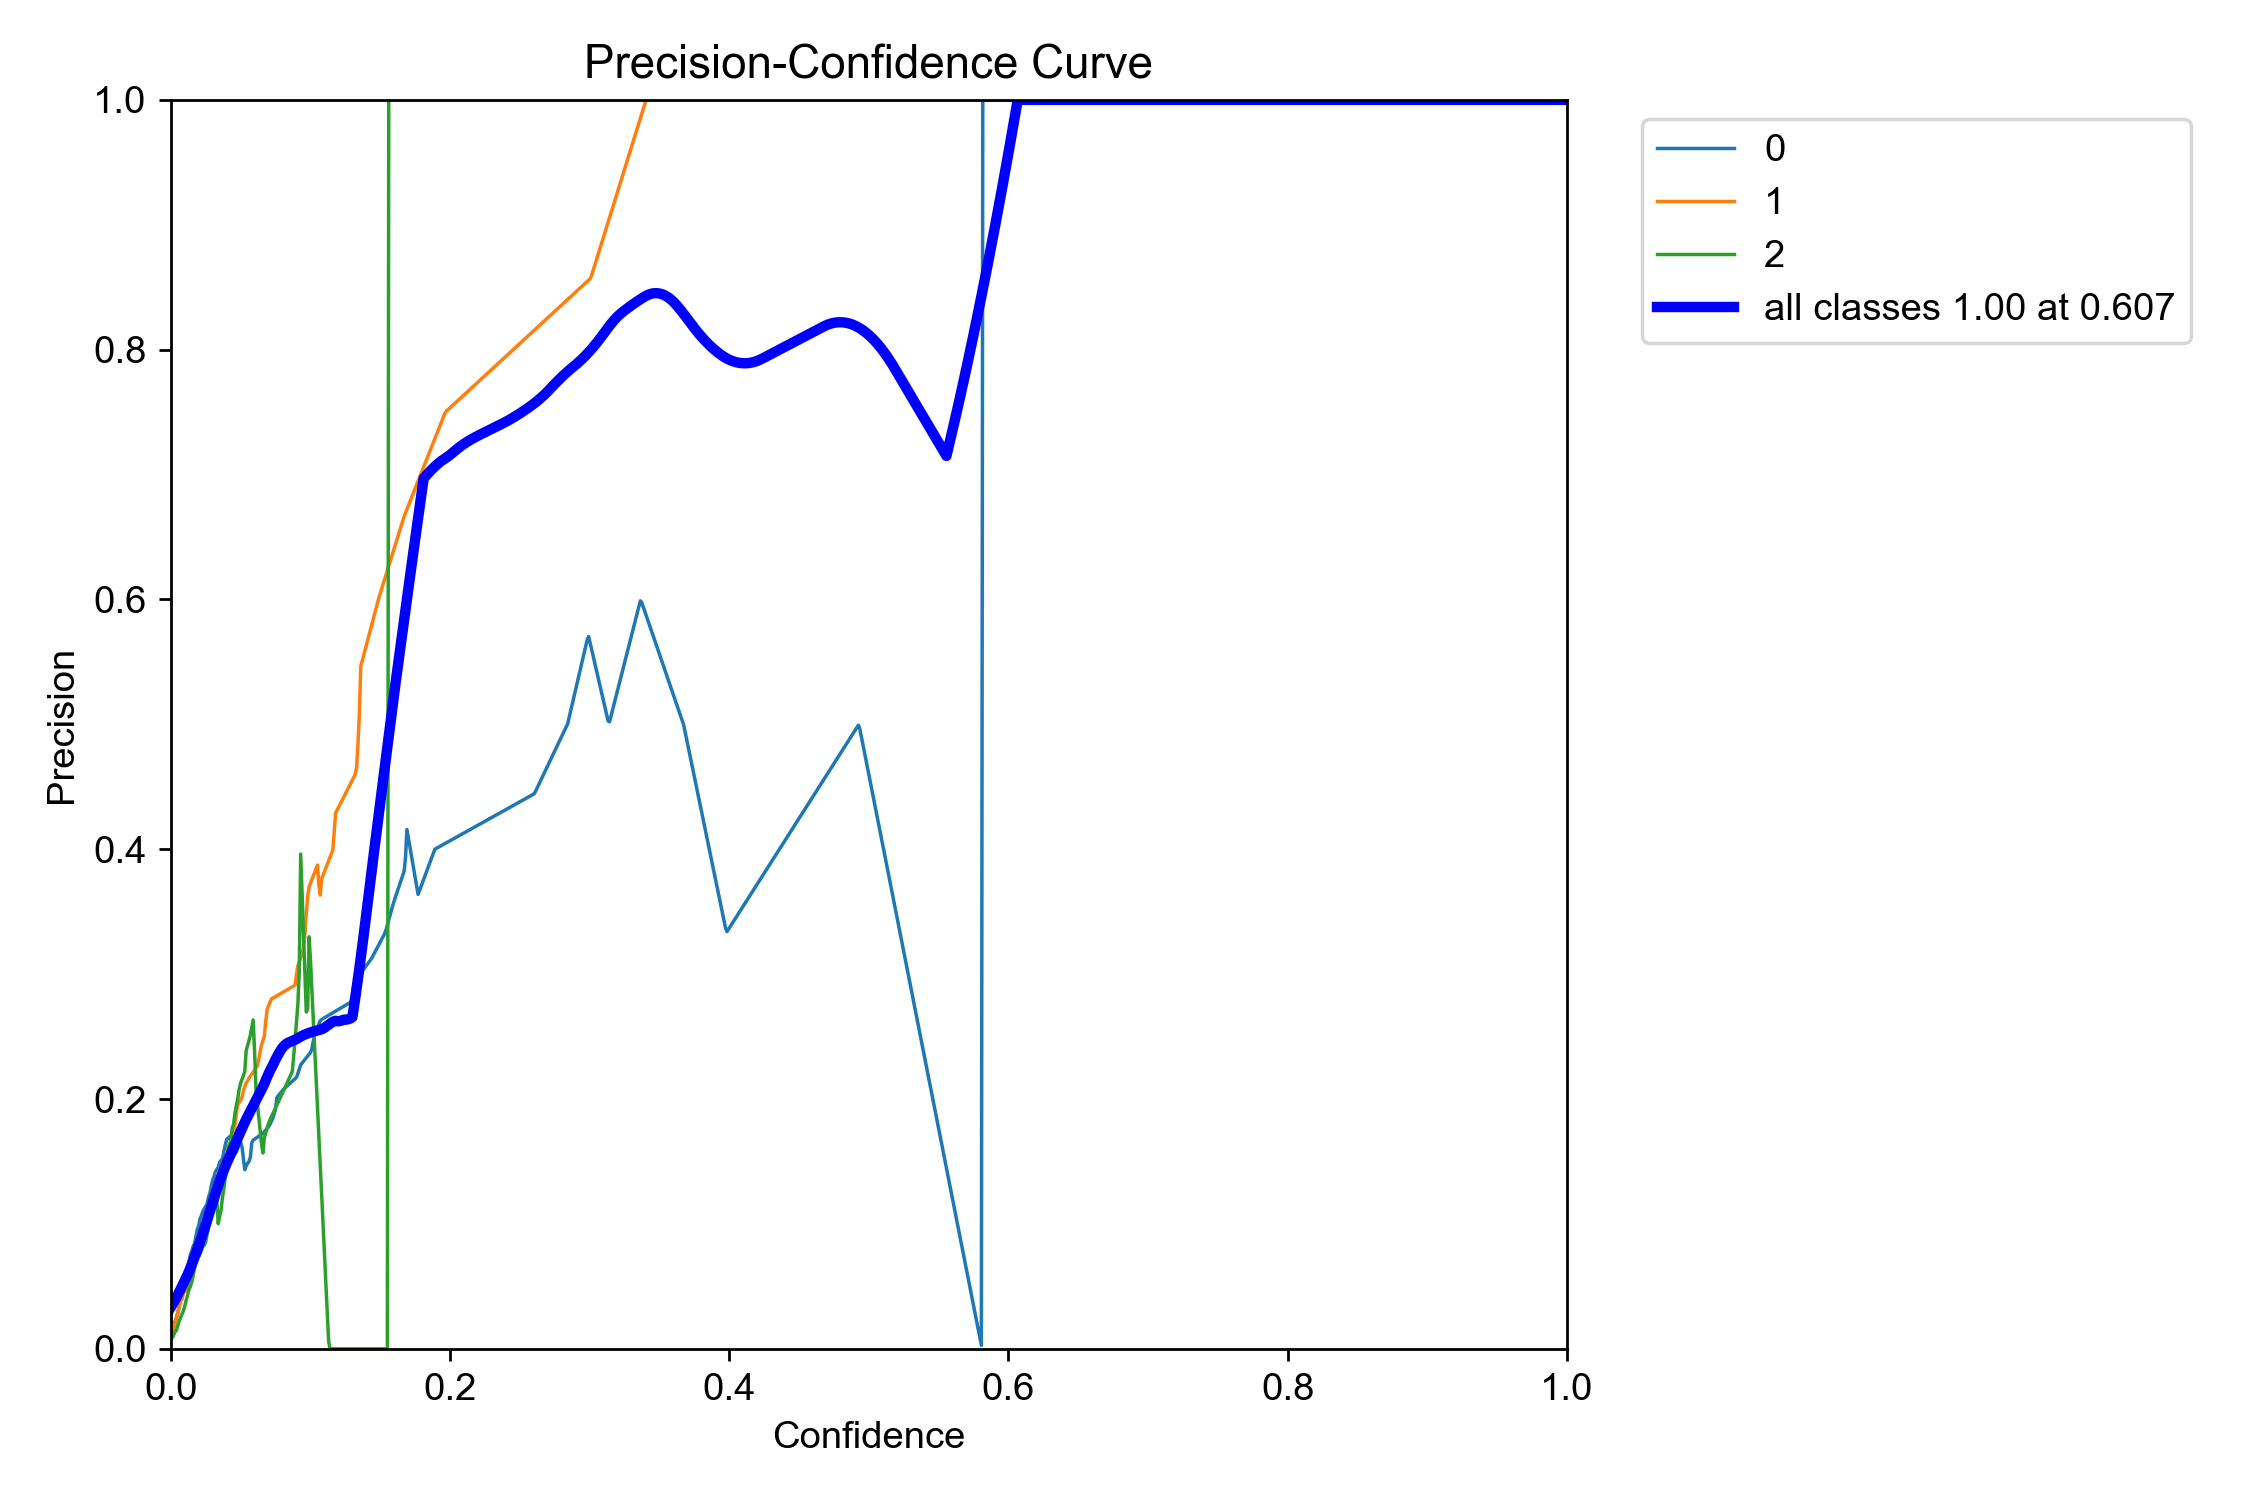 Precision-Confidence Curve
1.0
0.8
0.6
0.4
0.2
0.0
Precision
0.0 0.2 0.4 0.6 0.8 1.0
Confidence
0
1
2
all classes 1.00 at 0.607